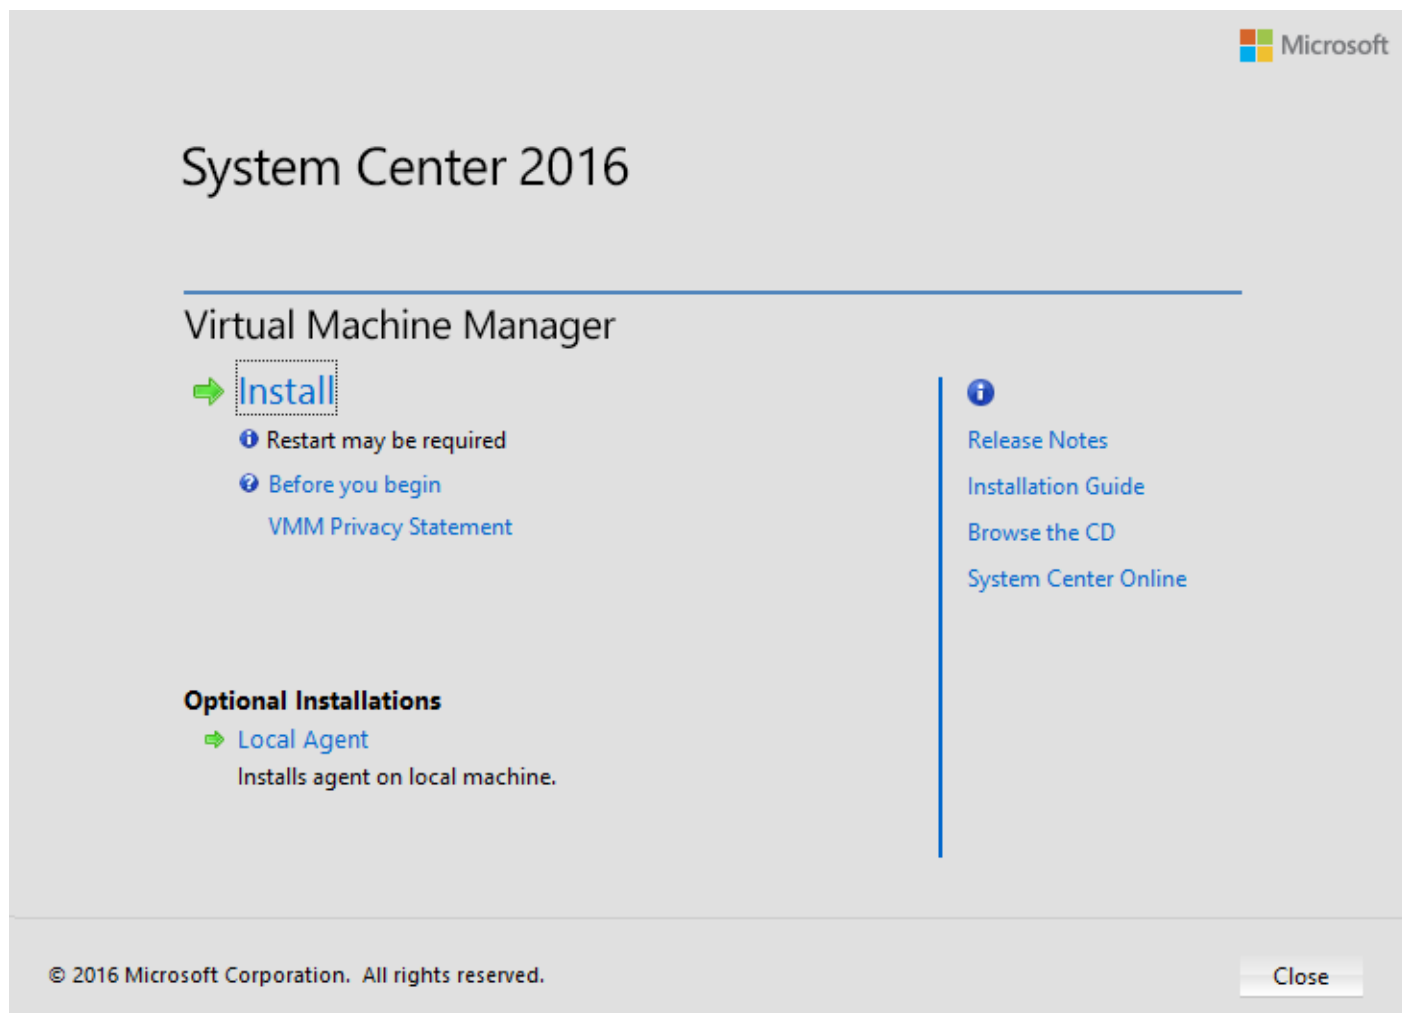 Microsoft
System Center 2016
Virtual Machine Manager
Install
Restart may be required
Before you begin
VMM Privacy Statement
Release Notes
Installation Guide
Browse the CD
System Center Online
Optional Installations
Local Agent
Installs agent on local machine.
© 2016 Microsoft Corporation.  All rights reserved.
Close